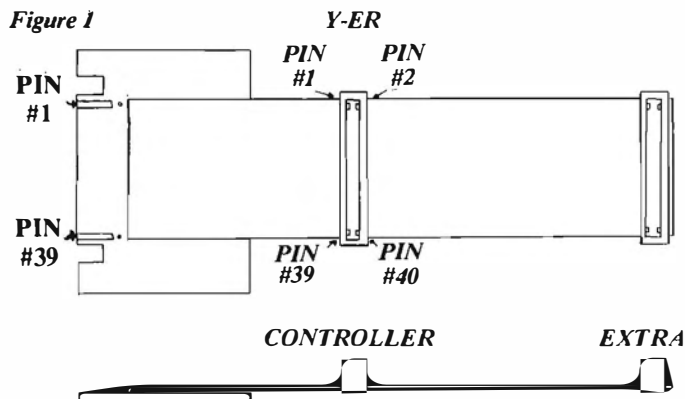 Figure 1
Y-ER
PIN #1
PIN #2
PIN #1
PIN #39
PIN #39
PIN #40
CONTROLLER
EXTRA